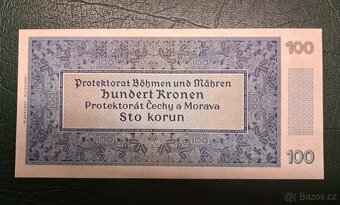 100
Protektorat Böhmen und Mähren
Hundert Kronen
Protektorát Čechy a Morava
Sto korun
100
Bazoš.cz